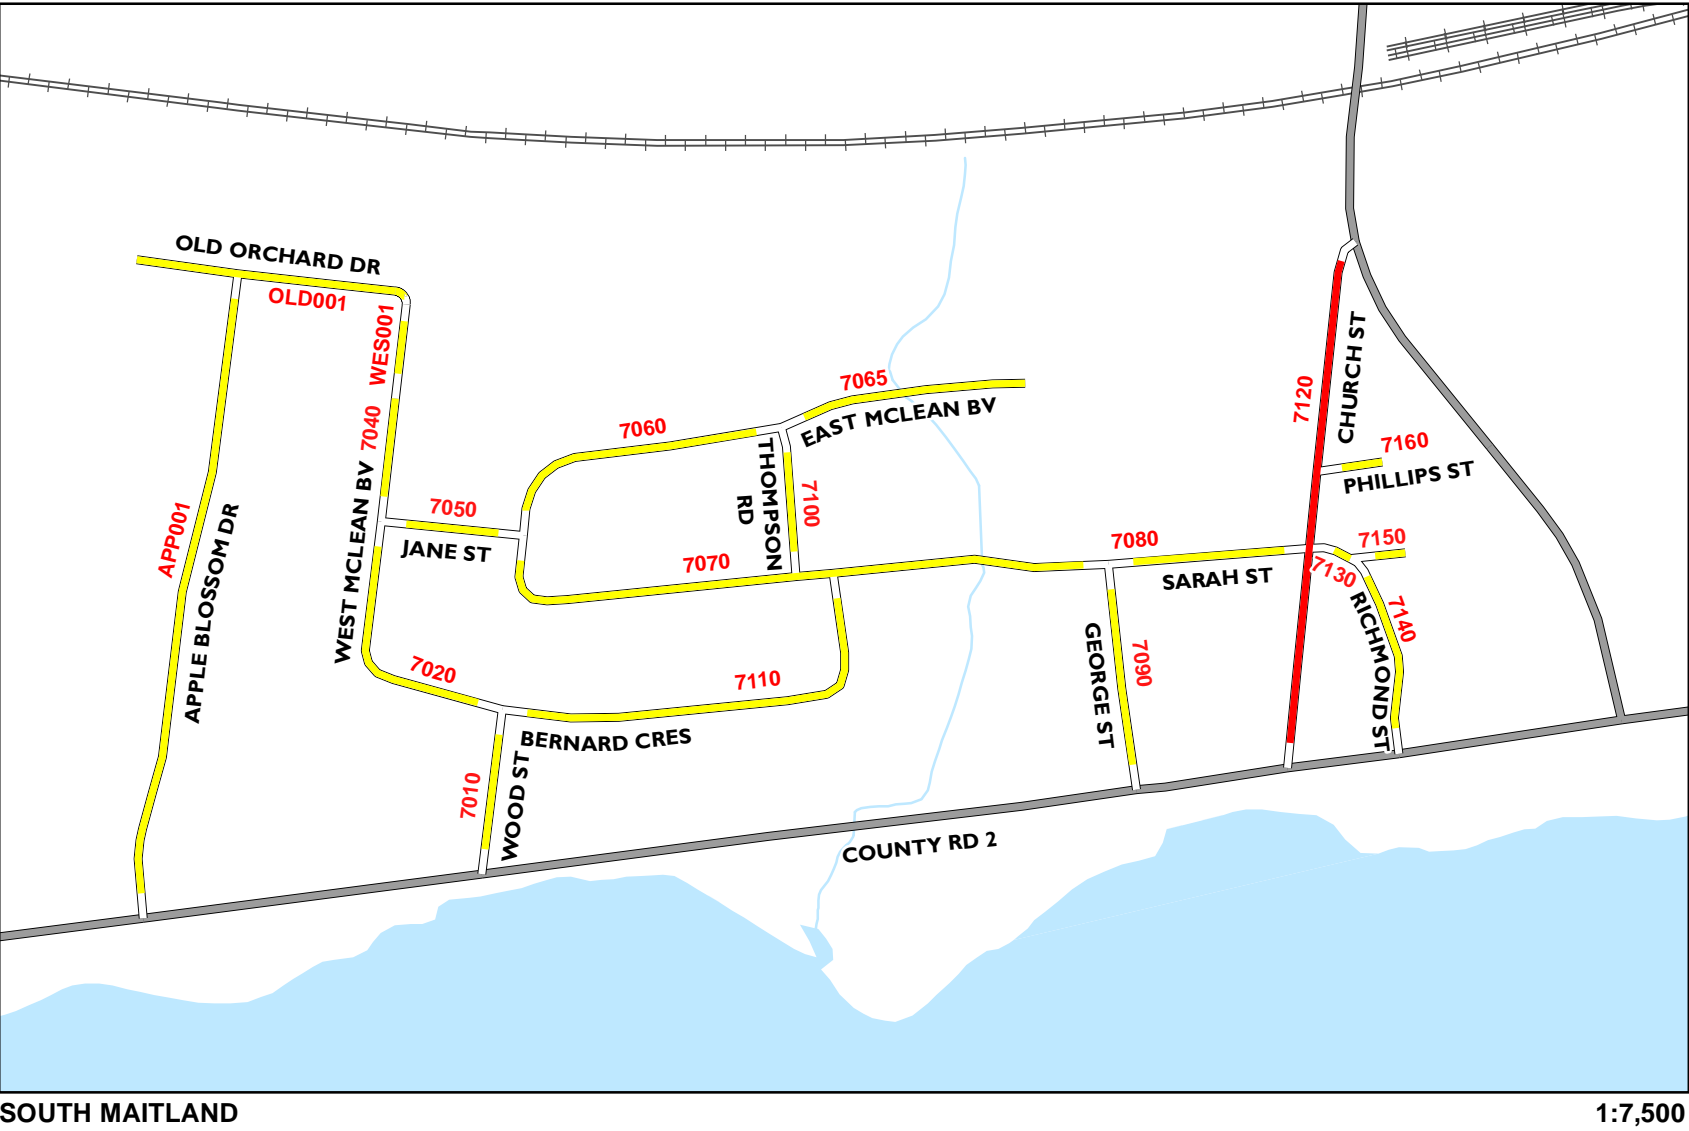 OLD ORCHARD DR
OLD001
WES001
7040
WEST MCLEAN BV
APP001
APPLE BLOSSOM DR
7050
JANE ST
7060
7065
EAST MCLEAN BV
THOMPSON
RD
7100
7070
7080
SARAH ST
7020
7110
BERNARD CRES
7010
WOOD ST
GEORGE ST
7090
7120
CHURCH ST
7160
PHILLIPS ST
7150
7130
7140
RICHMOND ST
COUNTY RD 2
SOUTH MAITLAND
1:7,500